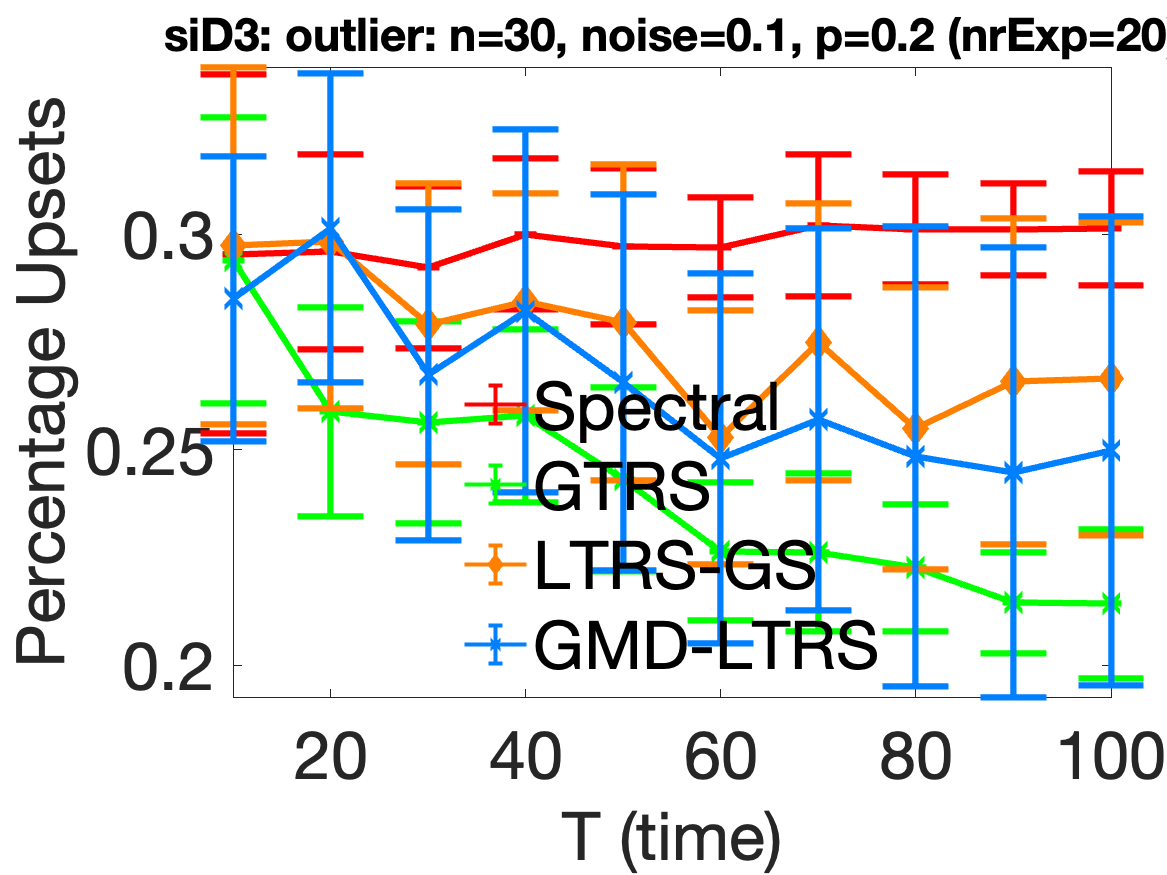 siD3: outlier: n=30, noise=0.1, p=0.2 (nrExp=20)
Percentage Upsets
0.3
0.25
0.2
Spectral
GTRS
LTRS-GS
GMD-LTRS
20 40 60 80 100
T (time)